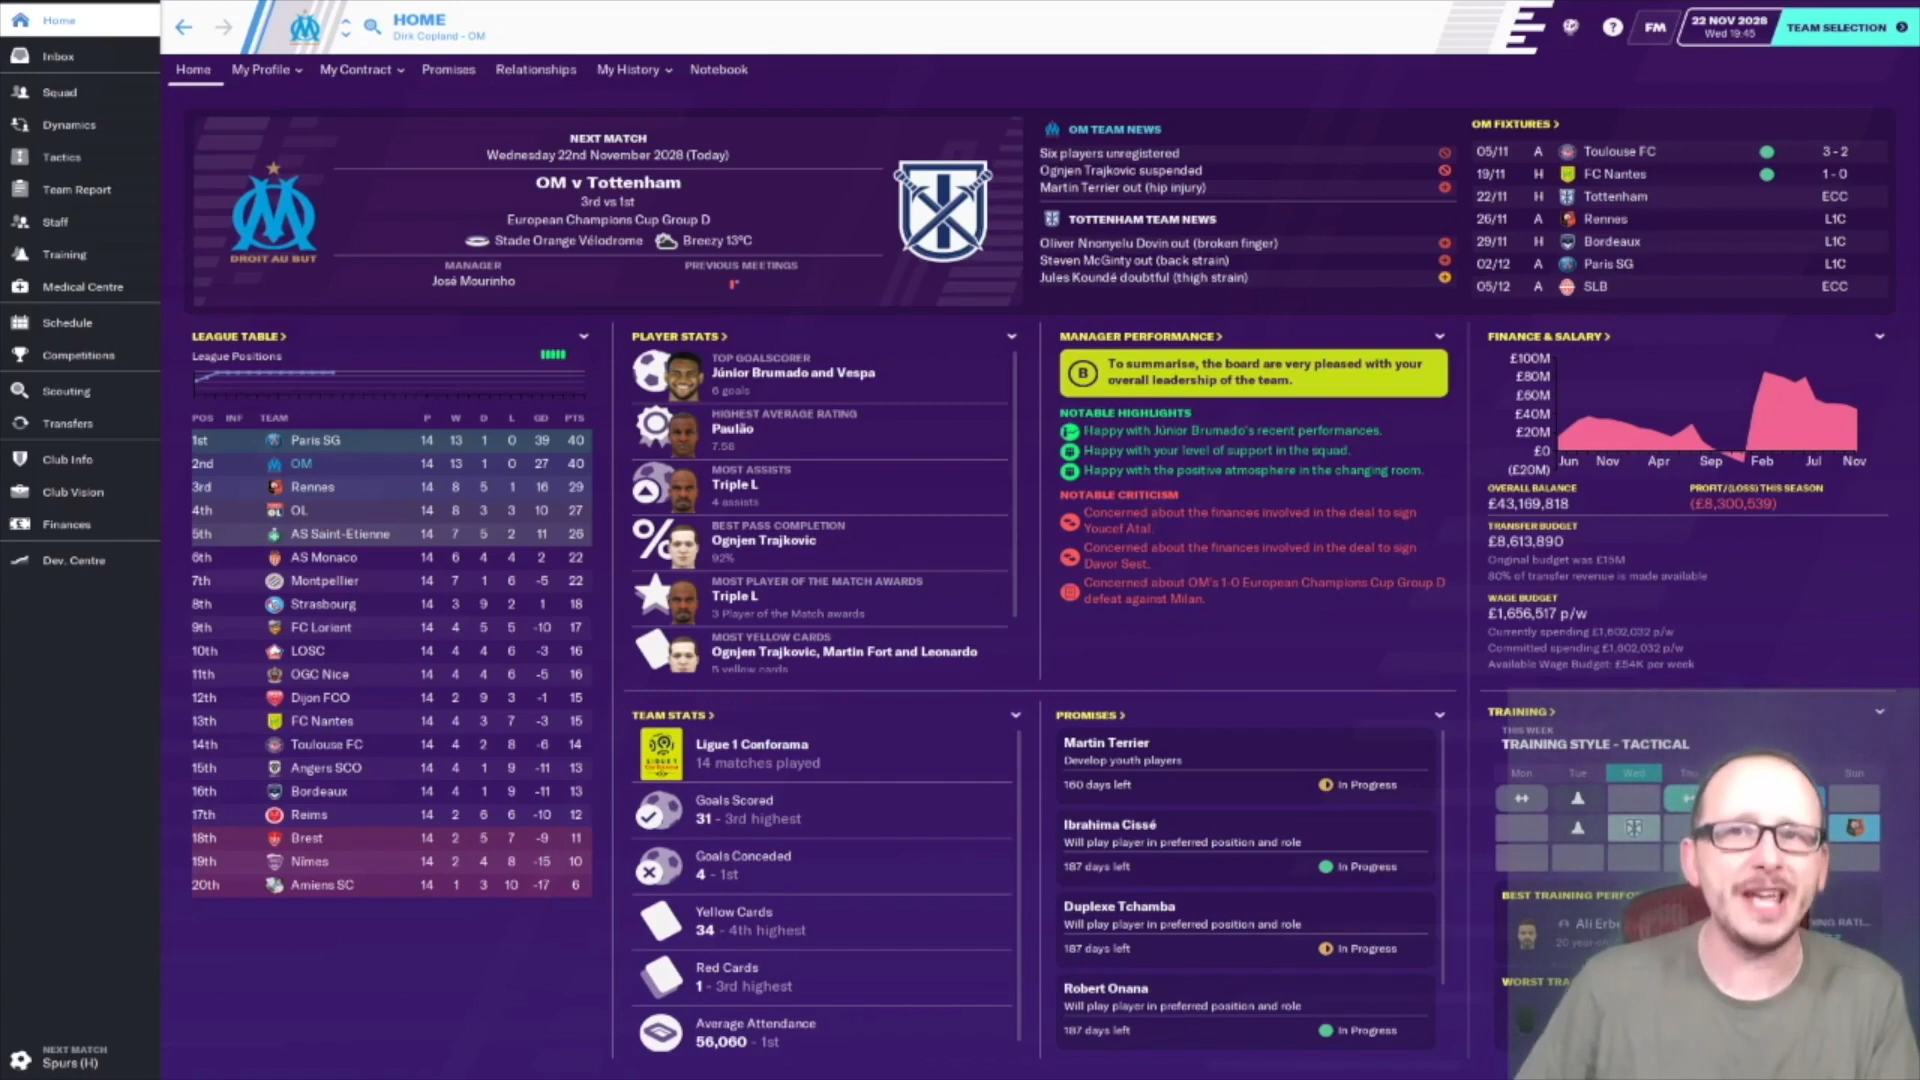 Home
Inbox
Squad
Dynamics
Tactics
Team Report
Staff
Training
Medical Centre
Schedule
Competitions
Scouting
Transfers
Club Info
Club Vision
Finances
Dev. Centre
NEXT MATCH
Spurs (H)
HOME
Dirk Copland - OM
FM
22 NOV 2028
Wed 19:45
TEAM SELECTION
Home My Profile My Contract Promises Relationships My History Notebook
DROIT AU BUT
NEXT MATCH
Wednesday 22nd November 2028 (Today)
OM v Tottenham
3rd vs 1st
European Champions Cup Group D
Stade Orange Vélodrome Breezy 13°C
MANAGER
José Mourinho
PREVIOUS MEETINGS
OM TEAM NEWS
Six players unregistered
Ognjen Trajkovic suspended
Martin Terrier out (hip injury)
TOTTENHAM TEAM NEWS
Oliver Nnonyelu Dovin out (broken finger)
Steven McGinty out (back strain)
Jules Koundé doubtful (thigh strain)
OM FIXTURES >
05/11 A Toulouse FC 3 - 2
19/11 H FC Nantes 1 - 0
22/11 H Tottenham ECC
26/11 A Rennes L1C
29/11 H Bordeaux L1C
02/12 A Paris SG L1C
05/12 A SLB ECC
LEAGUE TABLE >
League Positions
POS INF TEAM P W D L GD PTS
1st Paris SG 14 13 1 0 39 40
2nd OM 14 13 1 0 27 40
3rd Rennes 14 8 5 1 16 29
4th OL 14 8 3 3 10 27
5th AS Saint-Etienne 14 7 5 2 11 26
6th AS Monaco 14 6 4 4 2 22
7th Montpellier 14 7 1 6 -5 22
8th Strasbourg 14 3 9 2 1 18
9th FC Lorient 14 4 5 5 -10 17
10th LOSC 14 4 4 6 -3 16
11th OGC Nice 14 4 4 6 -5 16
12th Dijon FCO 14 2 9 3 -1 15
13th FC Nantes 14 4 3 7 -3 15
14th Toulouse FC 14 4 2 8 -6 14
15th Angers SCO 14 4 1 9 -11 13
16th Bordeaux 14 4 1 9 -11 13
17th Reims 14 2 6 6 -10 12
18th Brest 14 2 5 7 -9 11
19th Nîmes 14 2 4 8 -15 10
20th Amiens SC 14 1 3 10 -17 6
PLAYER STATS >
TOP GOALSCORER
Júnior Brumado and Vespa
6 goals
HIGHEST AVERAGE RATING
Paulão
7.58
MOST ASSISTS
Triple L
4 assists
BEST PASS COMPLETION
Ognjen Trajkovic
92%
MOST PLAYER OF THE MATCH AWARDS
Triple L
3 Player of the Match awards
MOST YELLOW CARDS
Ognjen Trajkovic, Martin Fort and Leonardo
5 yellow cards
MANAGER PERFORMANCE >
B
To summarise, the board are very pleased with your
overall leadership of the team.
NOTABLE HIGHLIGHTS
Happy with Júnior Brumado's recent performances.
Happy with your level of support in the squad.
Happy with the positive atmosphere in the changing room.
NOTABLE CRITICISM
Concerned about the finances involved in the deal to sign
Youcef Atal.
Concerned about the finances involved in the deal to sign
Davor Sest.
Concerned about OM's 1-0 European Champions Cup Group D
defeat against Milan.
FINANCE & SALARY >
£100M
£80M
£60M
£40M
£20M
£0
(£20M)
Jun Nov Apr Sep Feb Jul Nov
OVERALL BALANCE
£43,169,818
PROFIT/(LOSS) THIS SEASON
(£8,300,539)
TRANSFER BUDGET
£8,613,890
Original budget was £15M
80% of transfer revenue is made available
WAGE BUDGET
£1,656,517 p/w
Currently spending £1,602,032 p/w
Committed spending £1,602,032 p/w
Available Wage Budget: £54K per week
TEAM STATS >
Ligue 1 Conforama
14 matches played
Goals Scored
31 - 3rd highest
Goals Conceded
4 - 1st
Yellow Cards
34 - 4th highest
Red Cards
1 - 3rd highest
Average Attendance
56,060 - 1st
PROMISES >
Martin Terrier
Develop youth players
160 days left In Progress
Ibrahima Cissé
Will play player in preferred position and role
187 days left In Progress
Duplexe Tchamba
Will play player in preferred position and role
187 days left In Progress
Robert Onana
Will play player in preferred position and role
187 days left In Progress
TRAINING >
THIS WEEK
TRAINING STYLE - TACTICAL
Mon Tue Wed Thu Sun
BEST TRAINING PERFO
Ali Erbe
20 year-o
NG RATI...
WORST TRA